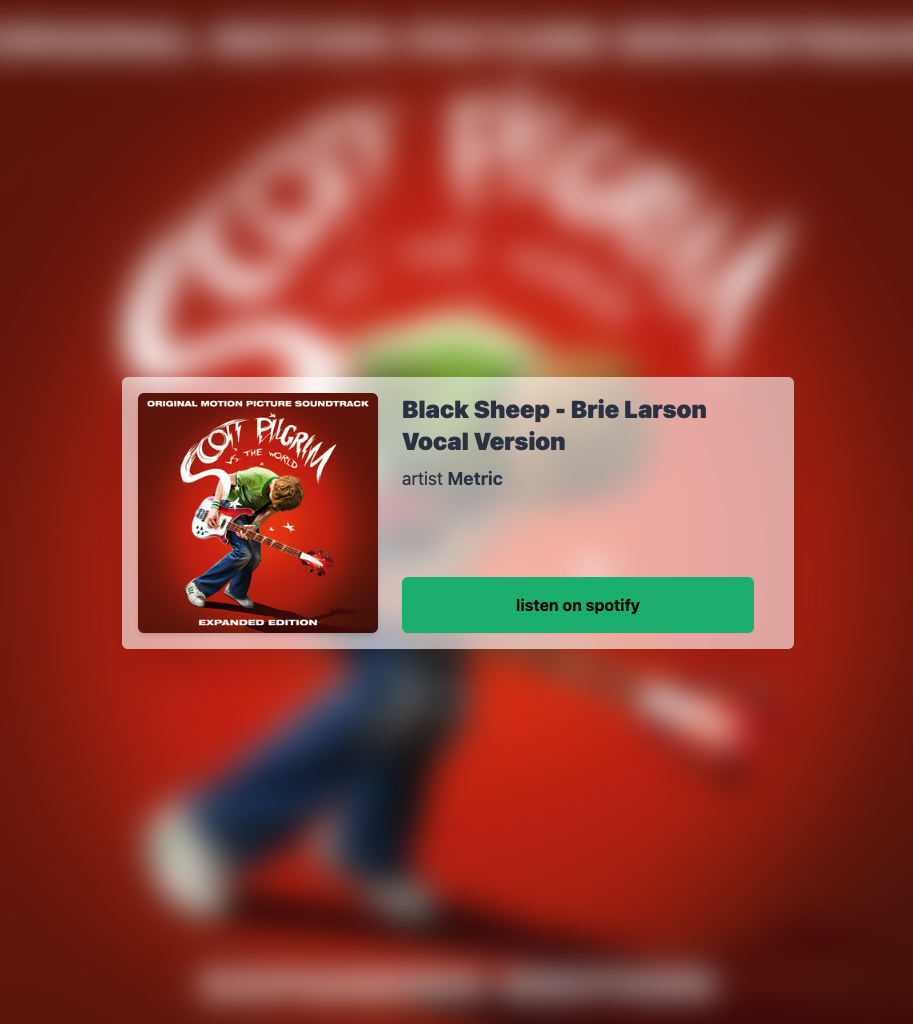 ORIGINAL MOTION PICTURE SOUNDTRACK
SCOTT PILGRIM
VS. THE WORLD
EXPANDED EDITION
Black Sheep - Brie Larson
Vocal Version
artist Metric
listen on spotify